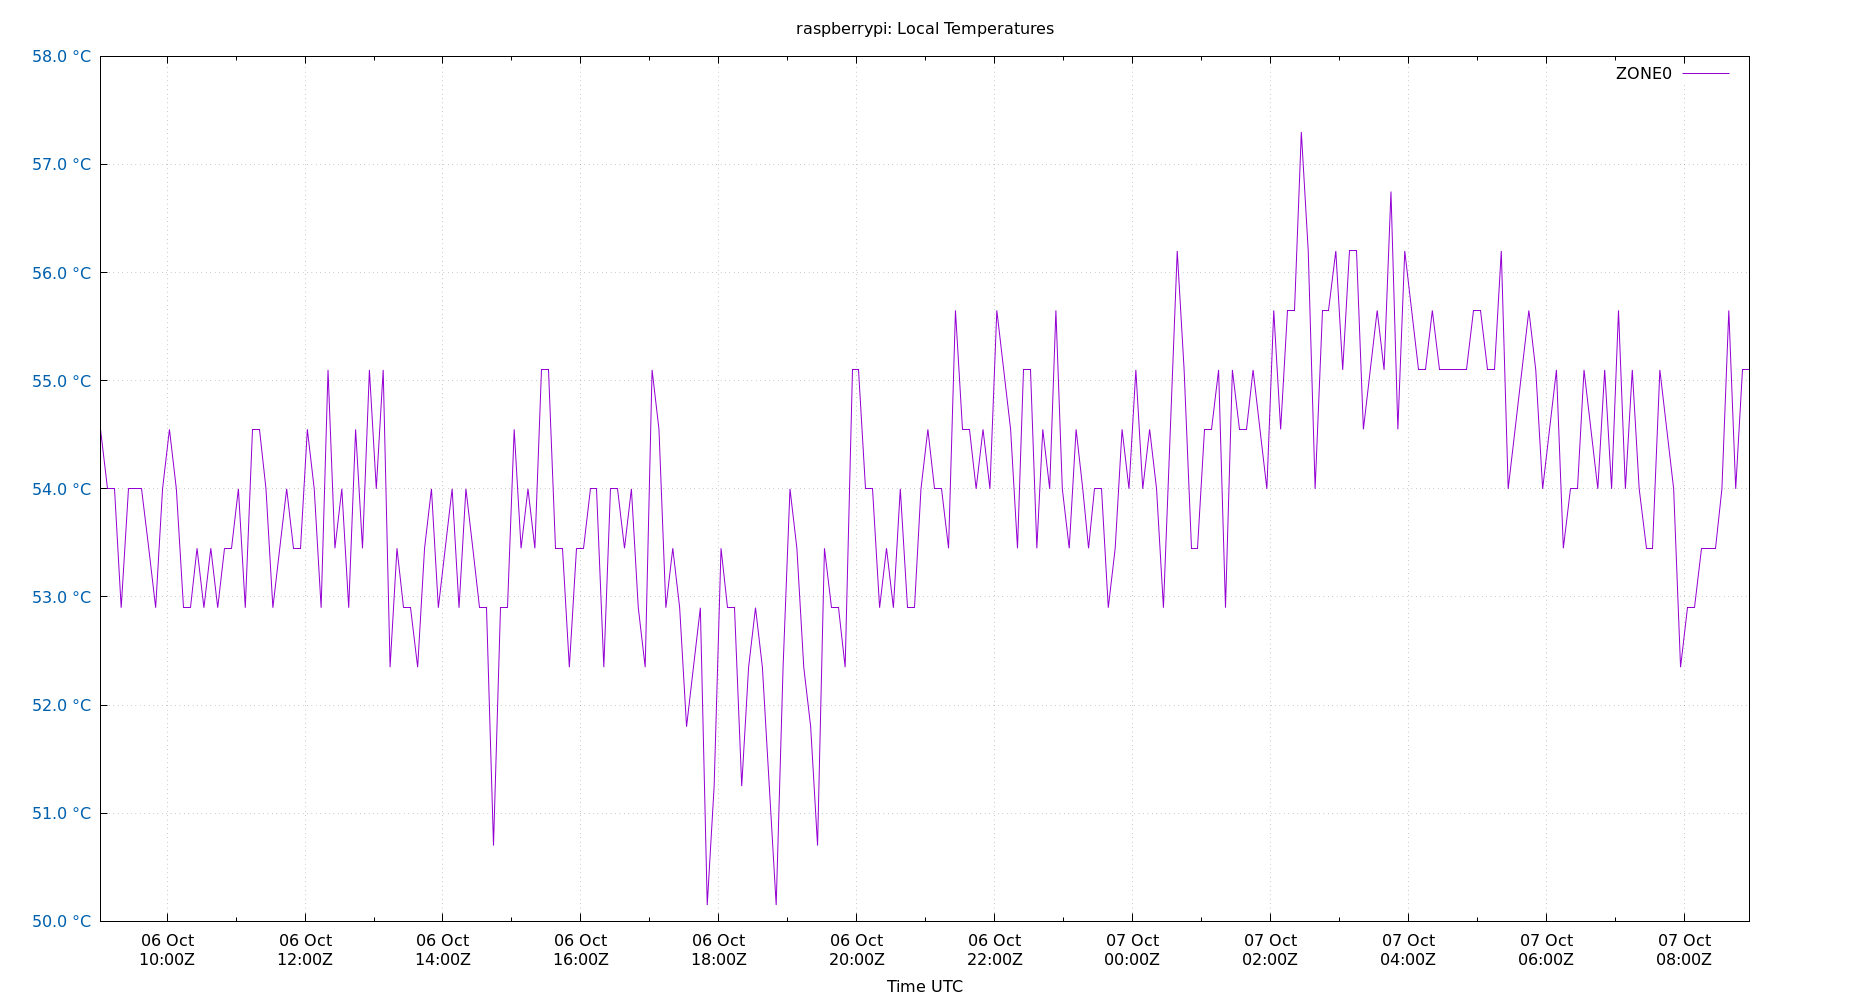 raspberrypi: Local Temperatures
58.0 °C
ZONE0
57.0 °C
56.0 °C
55.0 °C
54.0 °C
53.0 °C
52.0 °C
51.0 °C
50.0 °C
06 Oct 06 Oct 06 Oct 06 Oct 06 Oct 06 Oct 06 Oct 07 Oct 07 Oct 07 Oct 07 Oct 07 Oct
10:00Z 12:00Z 14:00Z 16:00Z 18:00Z 20:00Z 22:00Z 00:00Z 02:00Z 04:00Z 06:00Z 08:00Z
Time UTC